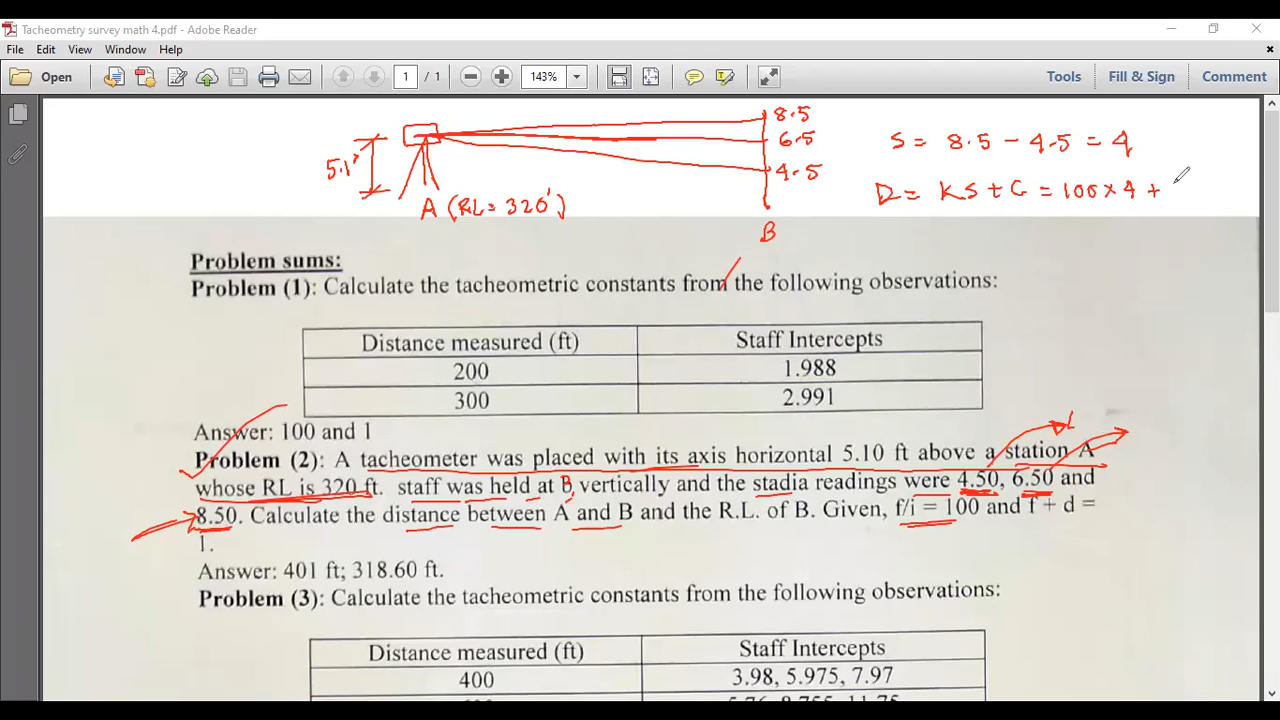 Tacheometry survey math 4.pdf - Adobe Reader
File Edit View Window Help
Open 1 / 1 143% Tools Fill & Sign Comment
8.5
6.5
4.5
5.1'
A (RL = 320')
B
S = 8.5 - 4.5 = 4
D = KS + C = 100 x 4 +
Problem sums:
Problem (1): Calculate the tacheometric constants from the following observations:
Distance measured (ft) Staff Intercepts
200 1.988
300 2.991
Answer: 100 and 1
Problem (2): A tacheometer was placed with its axis horizontal 5.10 ft above a station A
whose RL is 320 ft. staff was held at B vertically and the stadia readings were 4.50, 6.50 and
8.50. Calculate the distance between A and B and the R.L. of B. Given, f/i = 100 and f + d =
1.
Answer: 401 ft; 318.60 ft.
Problem (3): Calculate the tacheometric constants from the following observations:
Distance measured (ft) Staff Intercepts
400 3.98, 5.975, 7.97